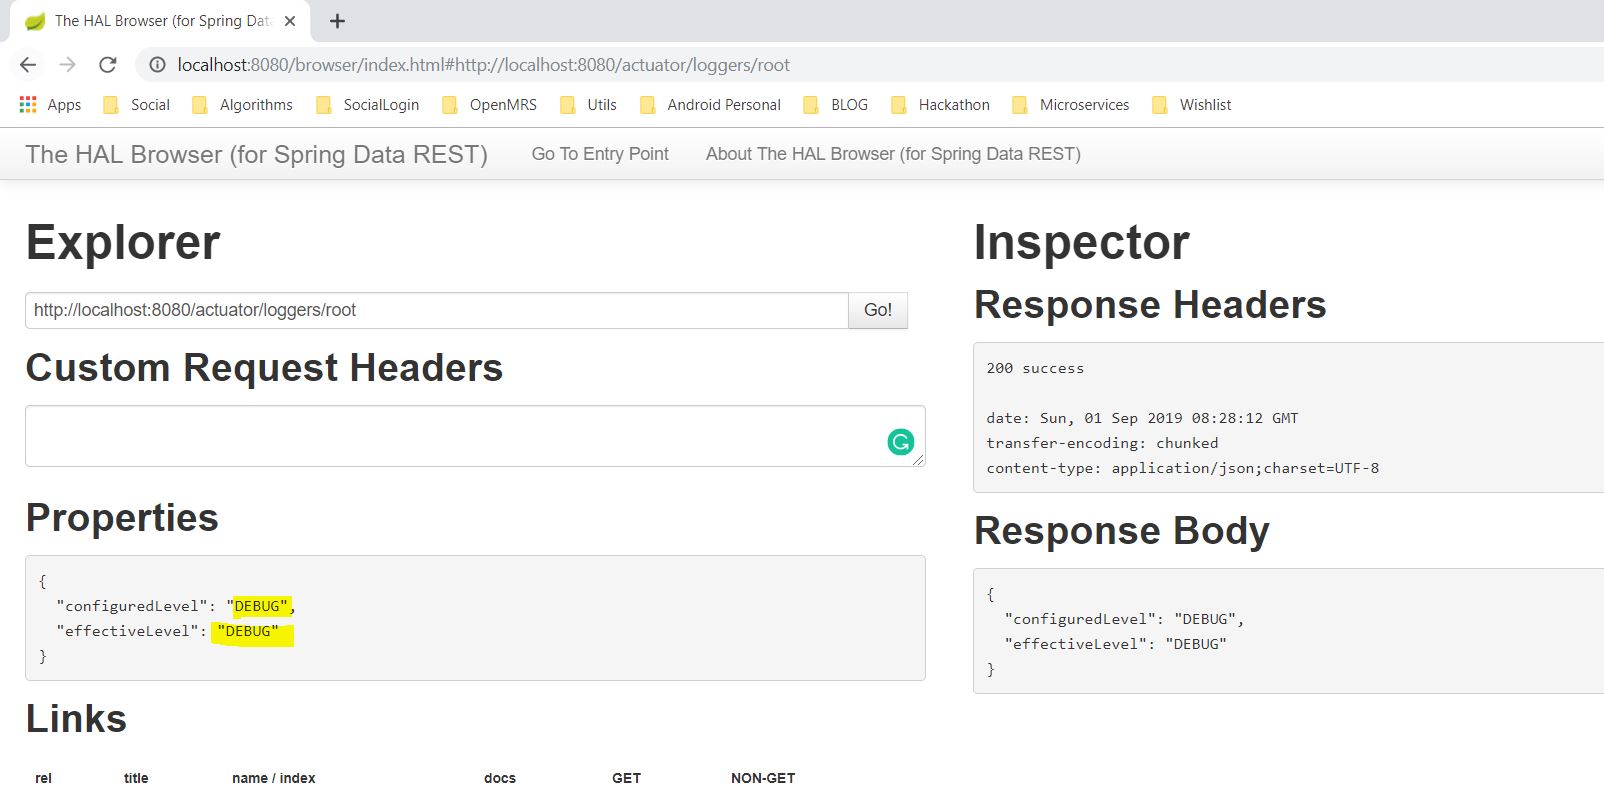 The HAL Browser (for Spring Data
localhost:8080/browser/index.html#http://localhost:8080/actuator/loggers/root
Apps Social Algorithms SocialLogin OpenMRS Utils Android Personal BLOG Hackathon Microservices Wishlist
The HAL Browser (for Spring Data REST) Go To Entry Point About The HAL Browser (for Spring Data REST)
Explorer
http://localhost:8080/actuator/loggers/root Go!
Custom Request Headers
Properties
{
"configuredLevel": "DEBUG",
"effectiveLevel": "DEBUG"
}
Links
rel title name / index docs GET NON-GET
Inspector
Response Headers
200 success
date: Sun, 01 Sep 2019 08:28:12 GMT
transfer-encoding: chunked
content-type: application/json;charset=UTF-8
Response Body
{
"configuredLevel": "DEBUG",
"effectiveLevel": "DEBUG"
}